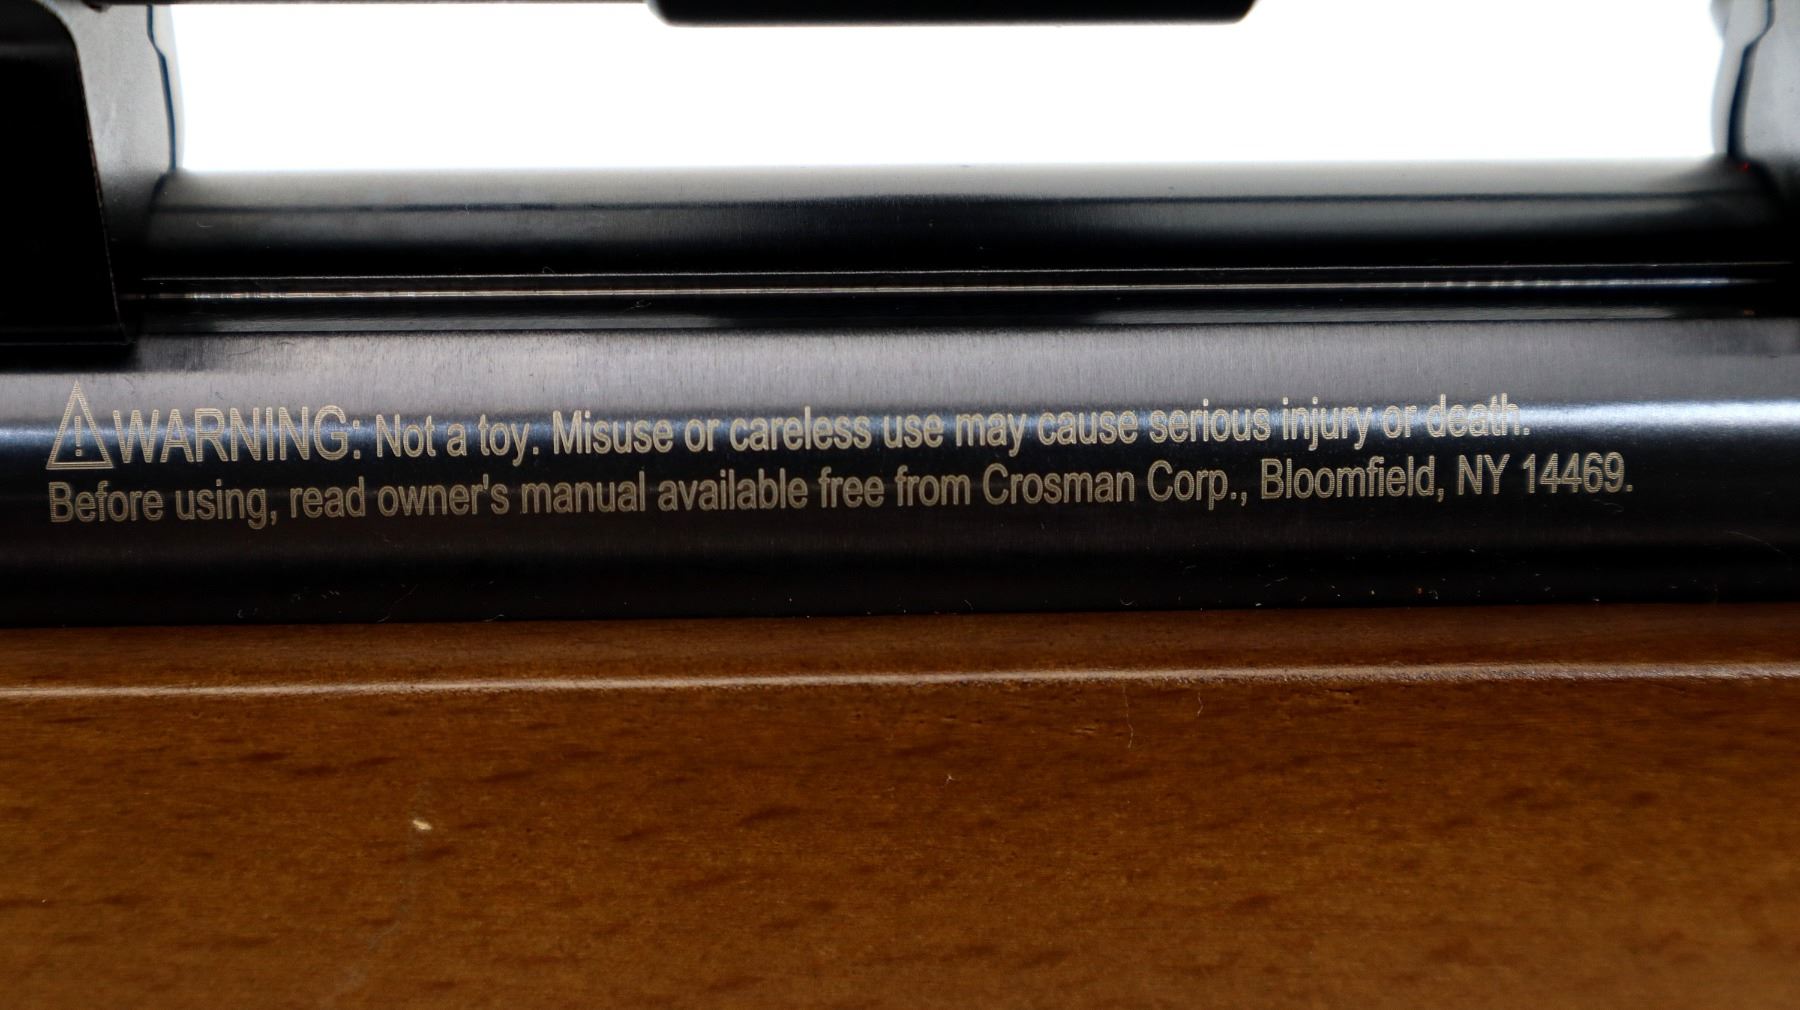 ⚠WARNING: Not a toy. Misuse or careless use may cause serious injury or death.
Before using, read owner's manual available free from Crosman Corp., Bloomfield, NY 14469.